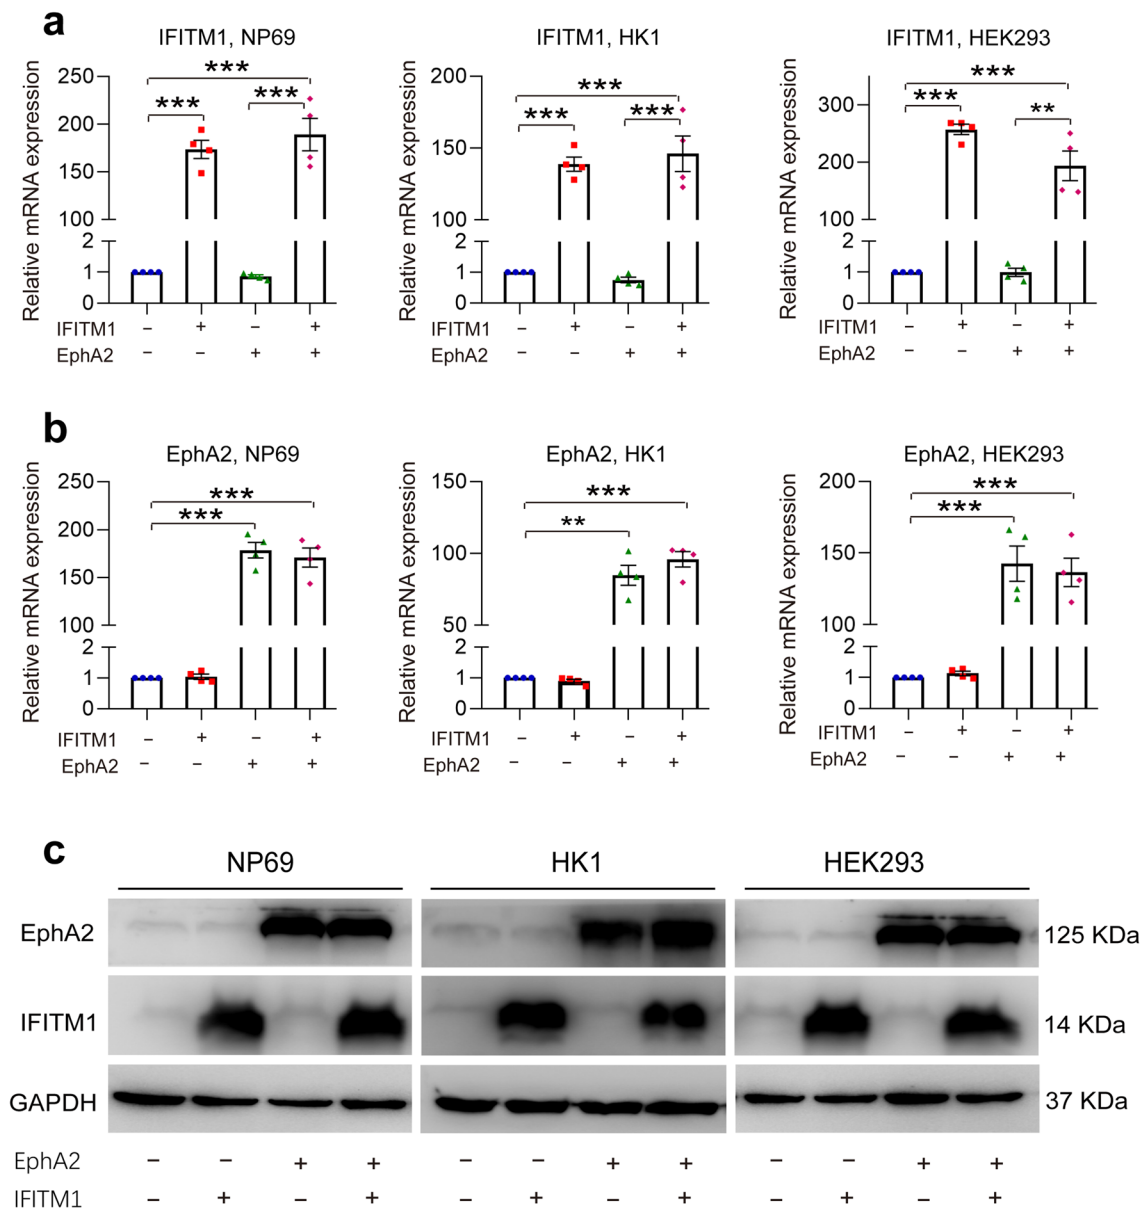 a
IFITM1, NP69
IFITM1, HK1
IFITM1, HEK293
Relative mRNA expression
250
200
150
100
2
1
0
***
***
***
Relative mRNA expression
200
150
100
2
1
0
***
***
***
Relative mRNA expression
300
200
100
2
1
0
***
***
**
IFITM1 − + − +
EphA2 − − + +
IFITM1 − + − +
EphA2 − − + +
IFITM1 − + − +
EphA2 − − + +
b
EphA2, NP69
EphA2, HK1
EphA2, HEK293
Relative mRNA expression
250
200
150
100
2
1
0
***
***
Relative mRNA expression
150
100
50
2
1
0
***
**
Relative mRNA expression
200
150
100
2
1
0
***
***
IFITM1 − + − +
EphA2 − − + +
IFITM1 − + − +
EphA2 − − + +
IFITM1 − + − +
EphA2 − − + +
c
NP69 HK1 HEK293
EphA2 125 KDa
IFITM1 14 KDa
GAPDH 37 KDa
EphA2 − − + + − − + + − − + +
IFITM1 − + − + − + − + − + − +